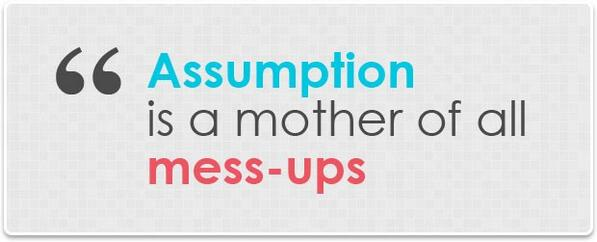 “ Assumption
is a mother of all
mess-ups